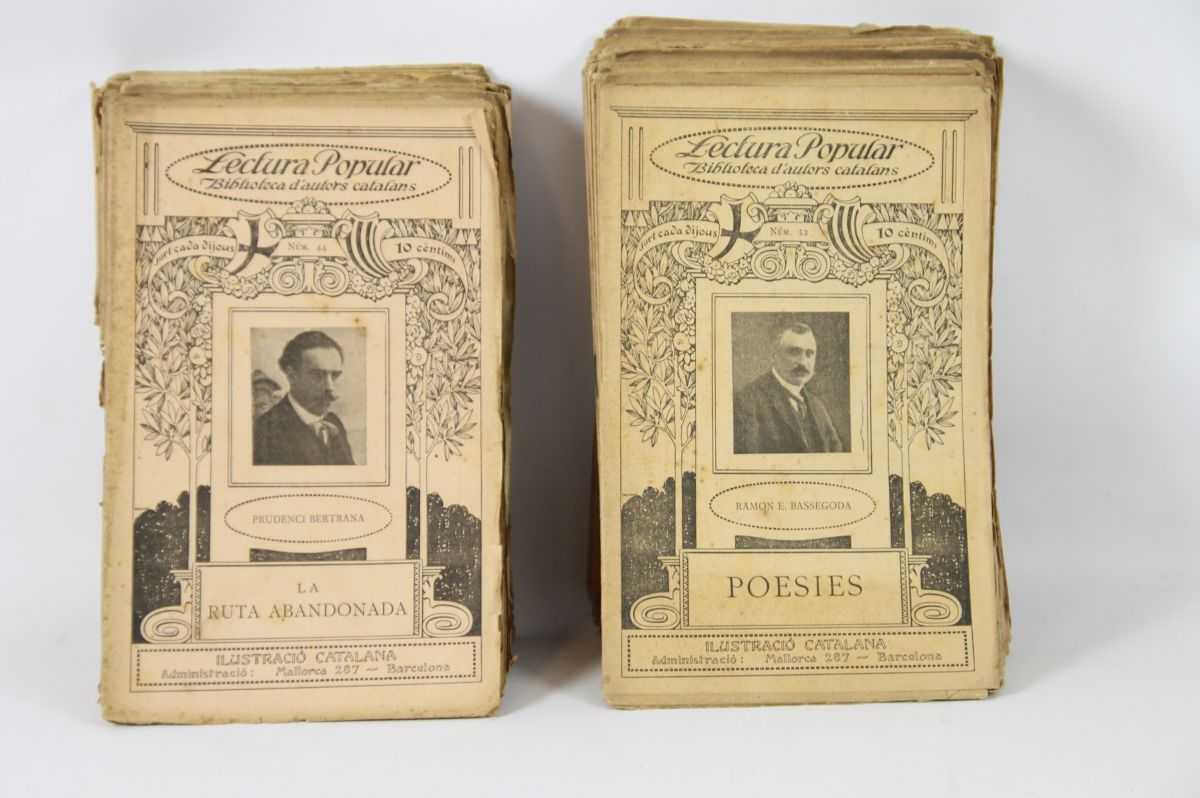 Lectura Popular
Biblioteca d'autors catalans
surt cada dijous
NÚM. 44
10 cèntims
PRUDENCI BERTRANA
LA
RUTA ABANDONADA
ILUSTRACIÓ CATALANA
Administració: Mallorca 287 — Barcelona
Lectura Popular
Biblioteca d'autors catalans
surt cada dijous
NÚM. 52
10 cèntims
RAMON E. BASSEGODA
POESIES
ILUSTRACIÓ CATALANA
Administració: Mallorca 287 — Barcelona